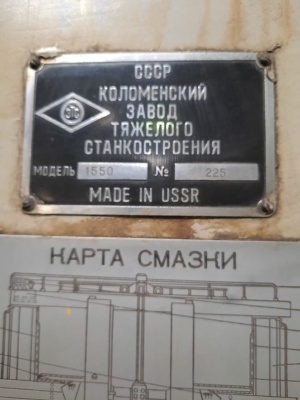 СССР
КОЛОМЕНСКИЙ
ЗАВОД
ТЯЖЕЛОГО
СТАНКОСТРОЕНИЯ
МОДЕЛЬ 1550 № 225
MADE IN USSR
КАРТА СМАЗКИ